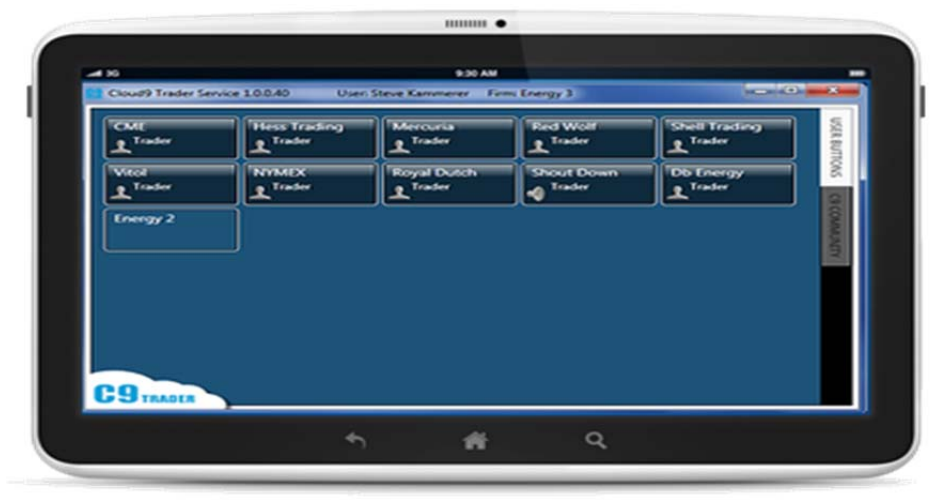 3G
9:30 AM
Cloud9 Trader Service 1.0.0.40 User: Steve Kammerer Firm: Energy 3
CME
Trader
Hess Trading
Trader
Mercuria
Trader
Red Wolf
Trader
Shell Trading
Trader
Vitol
Trader
NYMEX
Trader
Royal Dutch
Trader
Shout Down
Trader
Db Energy
Trader
Energy 2
USER BUTTONS
C9 COMMUNITY
C9 TRADER